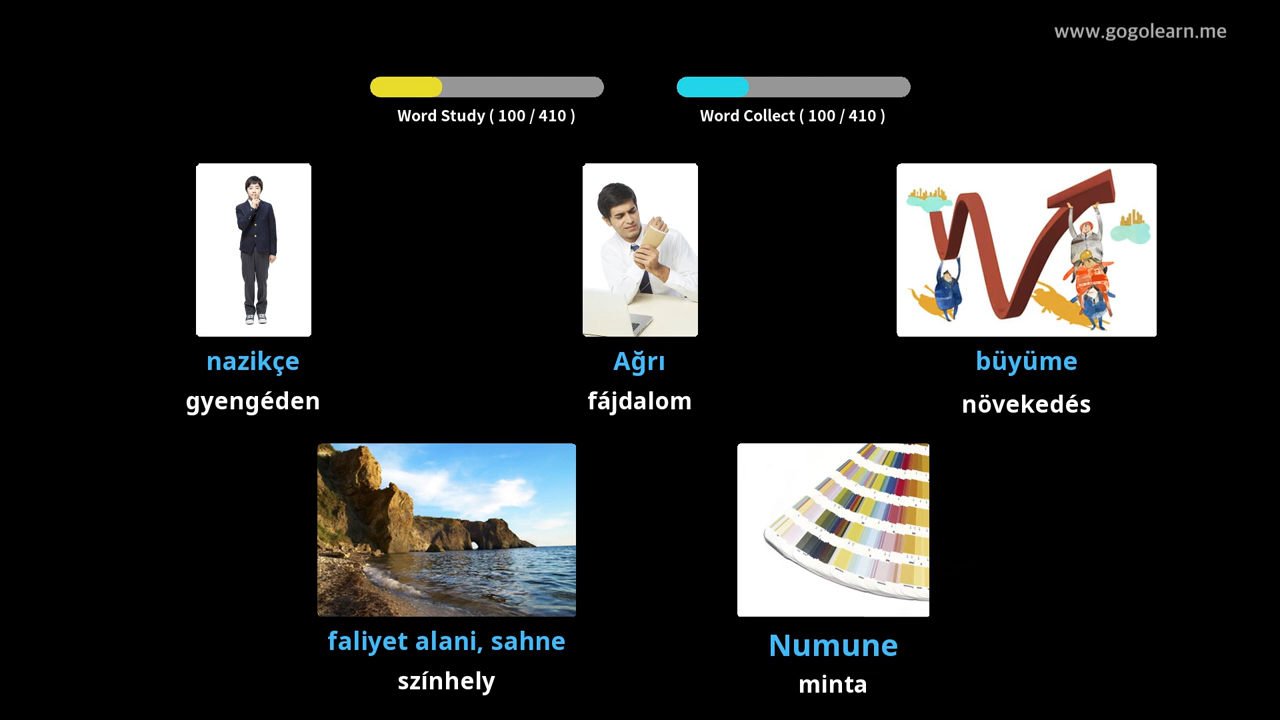 www.gogolearn.me
Word Study ( 100 / 410 )
Word Collect ( 100 / 410 )
nazikçe
gyengéden
Ağrı
fájdalom
büyüme
növekedés
faliyet alani, sahne
színhely
Numune
minta